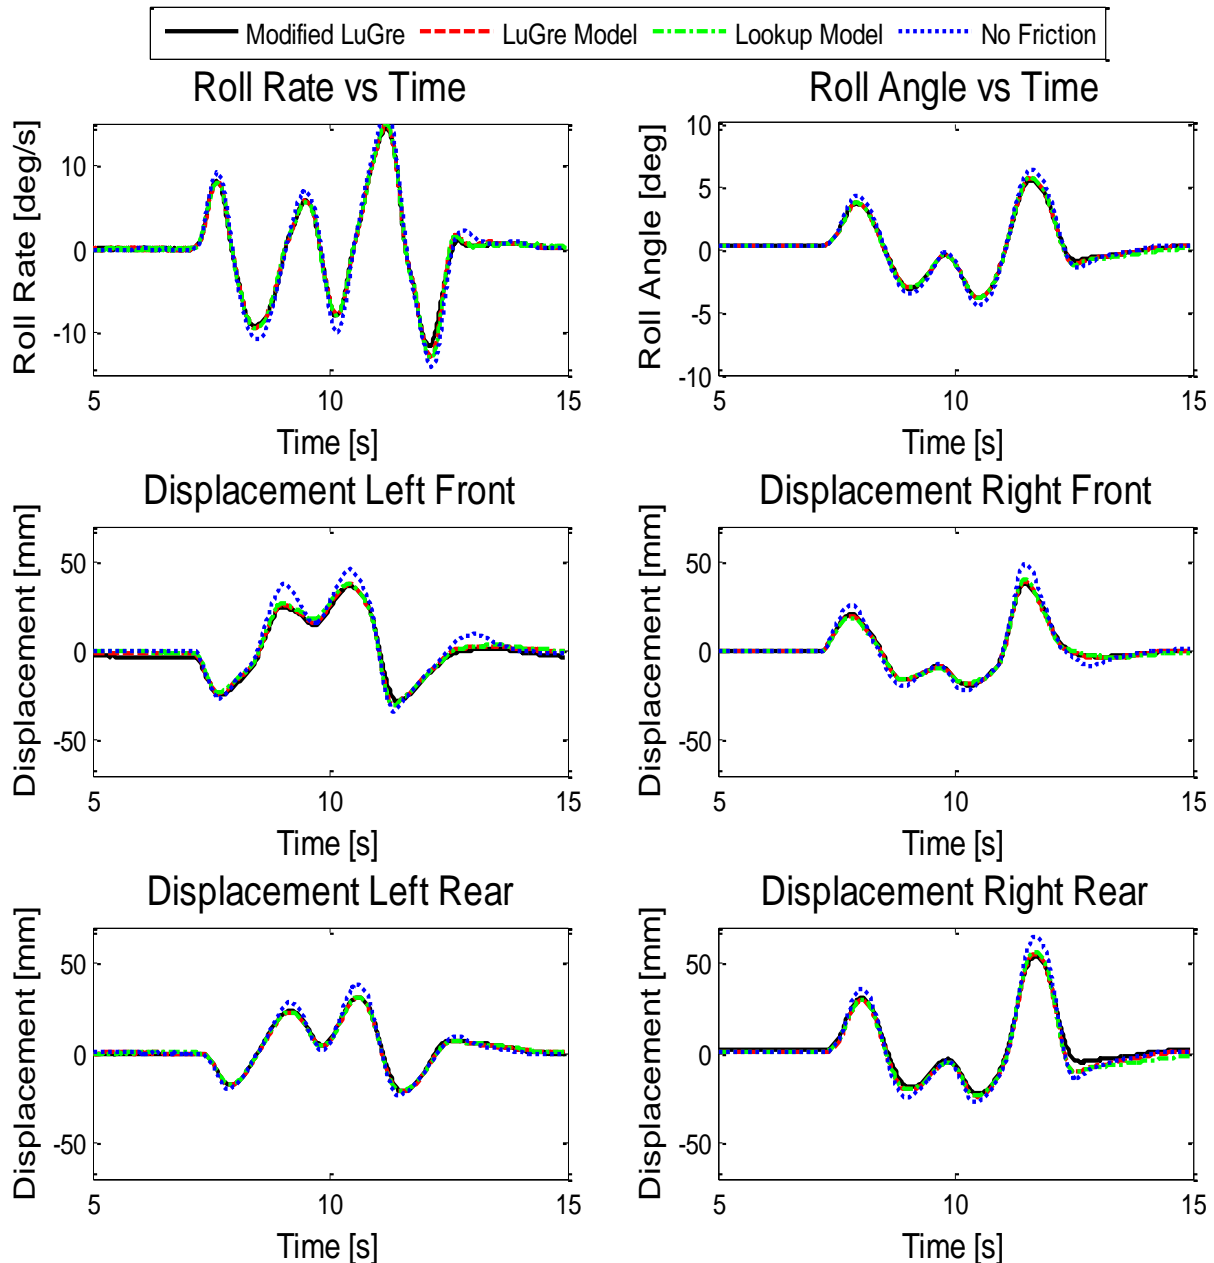 Modified LuGre LuGre Model Lookup Model No Friction
Roll Rate vs Time
Roll Rate [deg/s]
10
0
-10
5 10 15
Time [s]
Roll Angle vs Time
Roll Angle [deg]
10
5
0
-5
-10
5 10 15
Time [s]
Displacement Left Front
Displacement [mm]
50
0
-50
5 10 15
Time [s]
Displacement Right Front
Displacement [mm]
50
0
-50
5 10 15
Time [s]
Displacement Left Rear
Displacement [mm]
50
0
-50
5 10 15
Time [s]
Displacement Right Rear
Displacement [mm]
50
0
-50
5 10 15
Time [s]